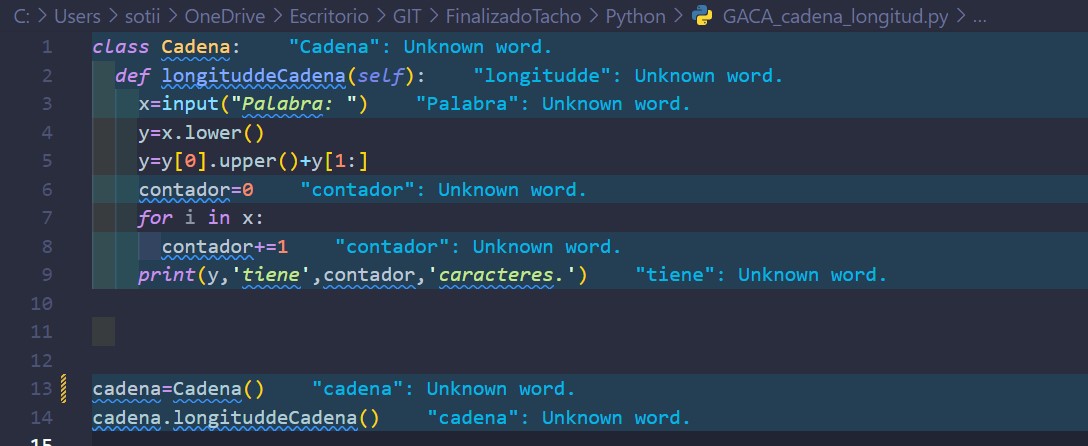 C: > Users > sotii > OneDrive > Escritorio > GIT > FinalizadoTacho > Python > GACA_cadena_longitud.py > ...
1 class Cadena: "Cadena": Unknown word.
2 def longituddeCadena(self): "longitudde": Unknown word.
3 x=input("Palabra: ") "Palabra": Unknown word.
4 y=x.lower()
5 y=y[0].upper()+y[1:]
6 contador=0 "contador": Unknown word.
7 for i in x:
8 contador+=1 "contador": Unknown word.
9 print(y,'tiene',contador,'caracteres.') "tiene": Unknown word.
10
11
12
13 cadena=Cadena() "cadena": Unknown word.
14 cadena.longituddeCadena() "cadena": Unknown word.
15